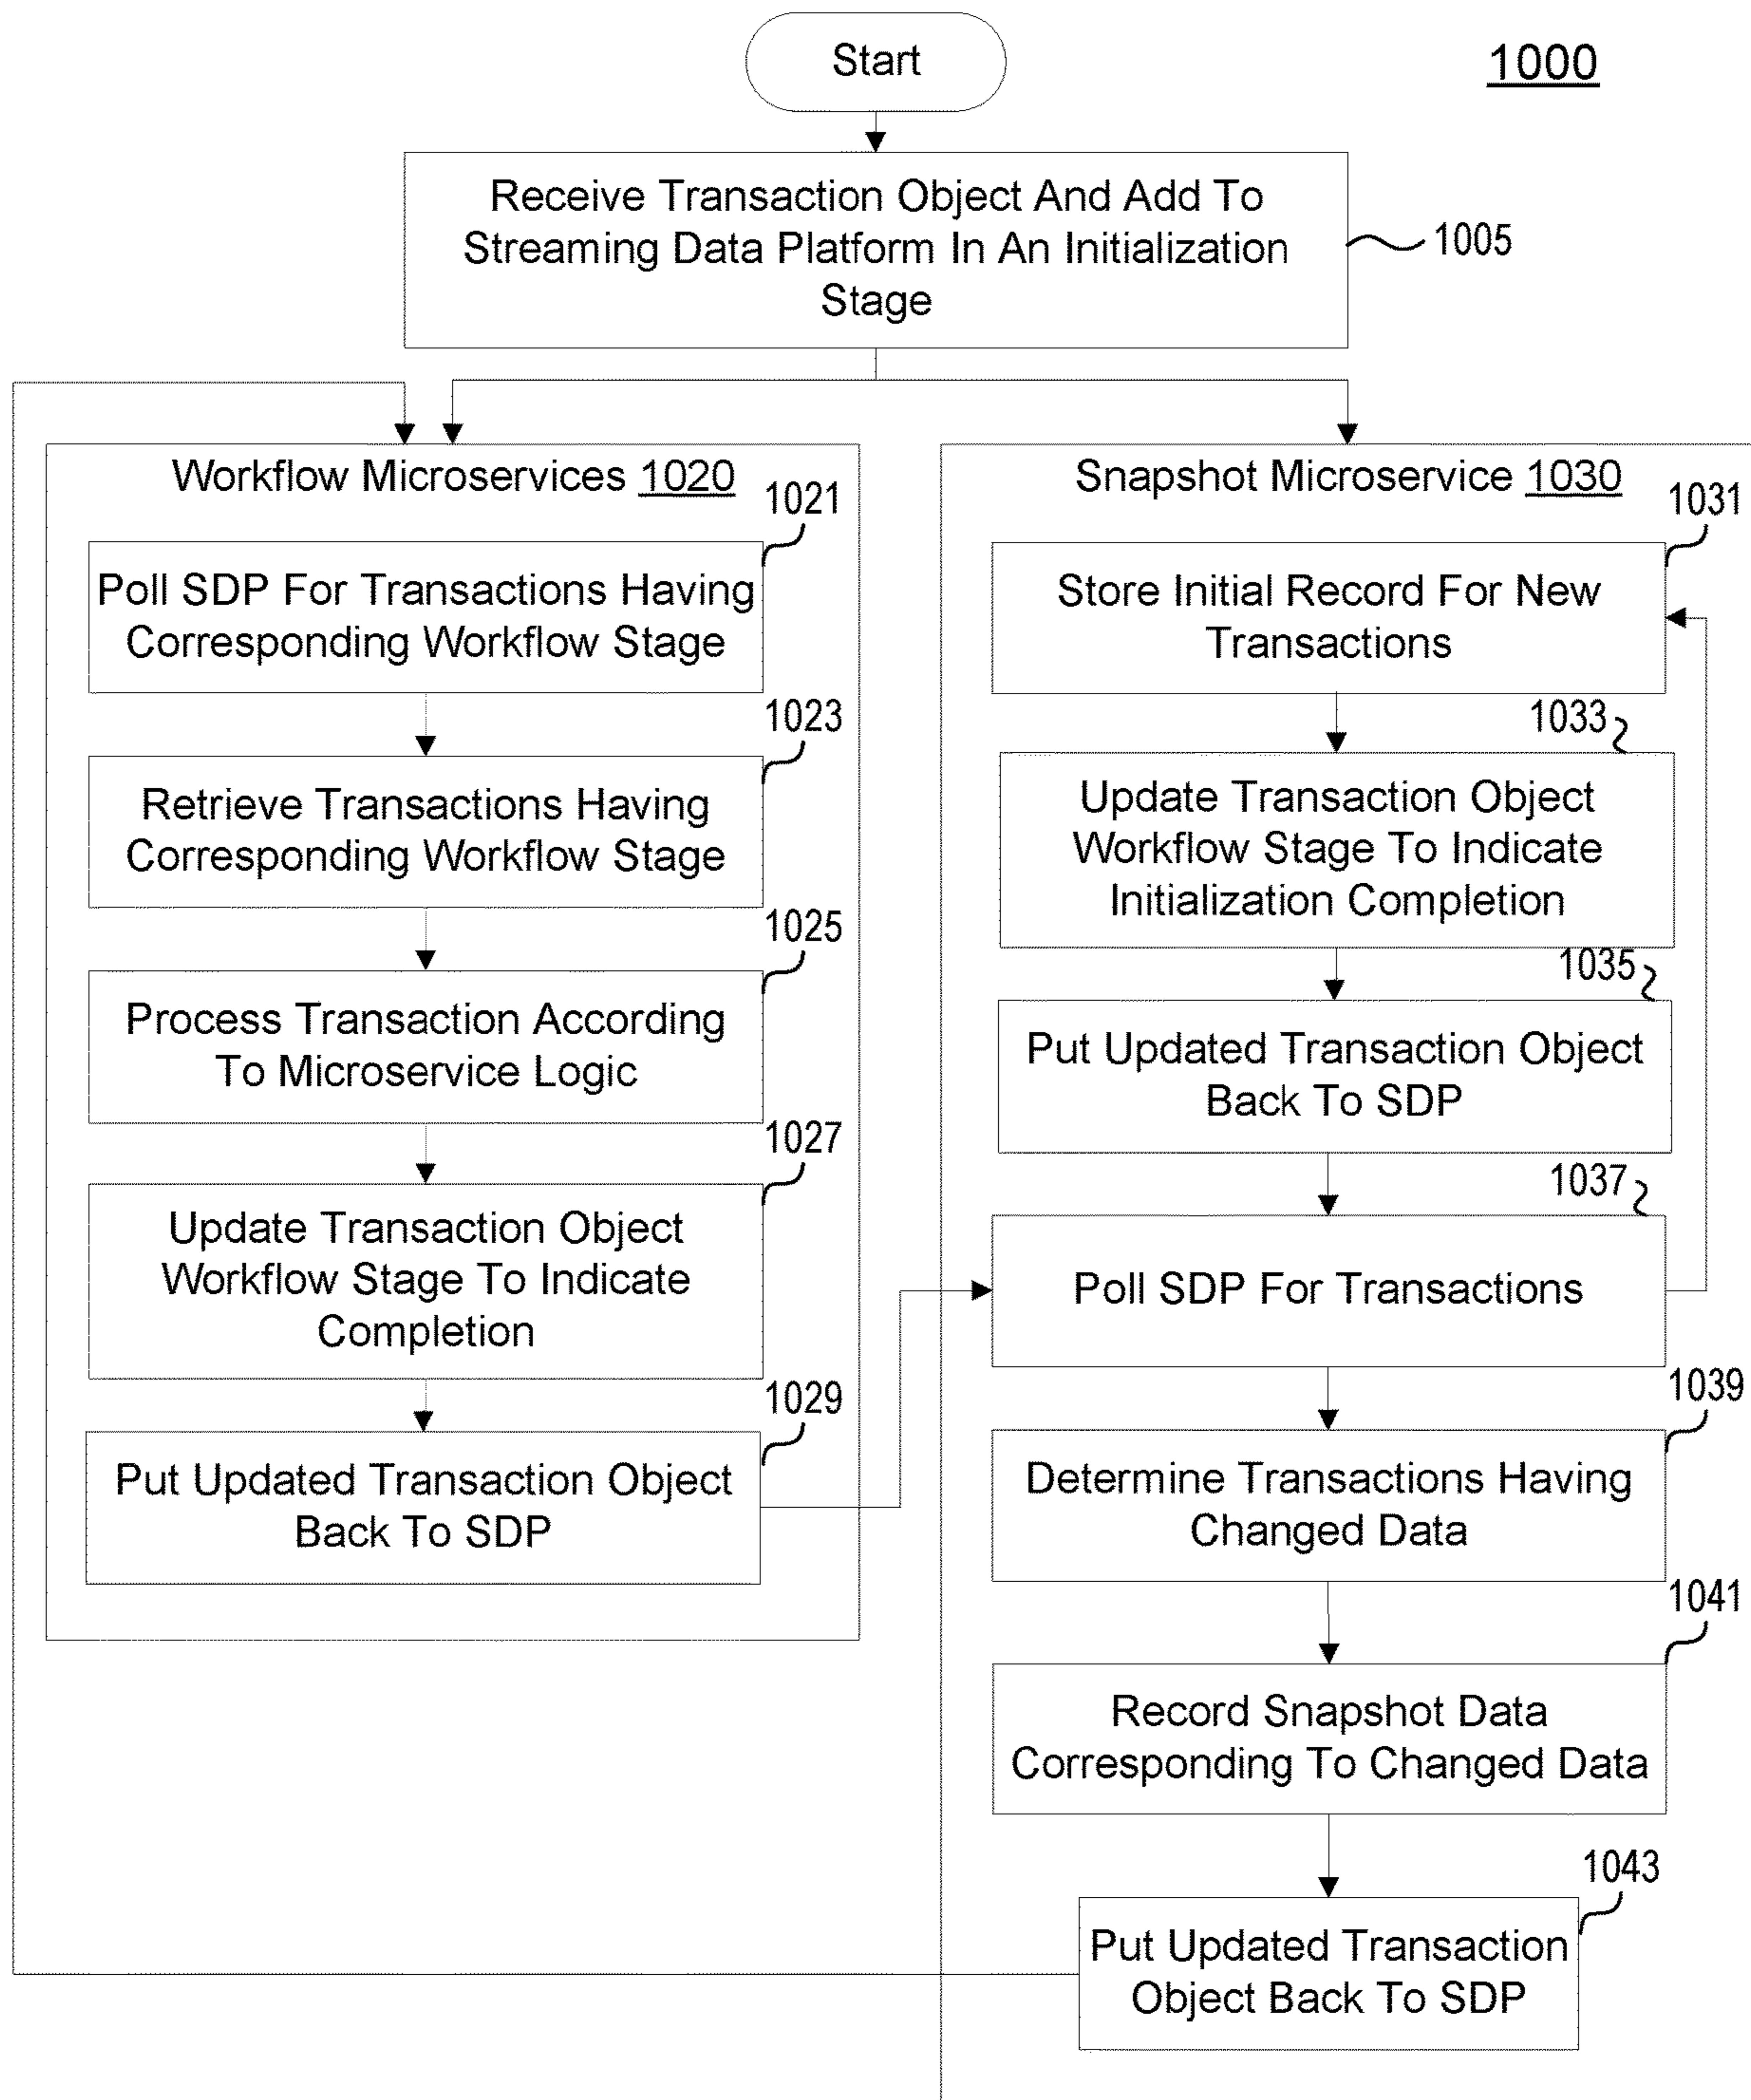 Start
1000
Receive Transaction Object And Add To
Streaming Data Platform In An Initialization
Stage
1005
Workflow Microservices 1020
1021
Poll SDP For Transactions Having
Corresponding Workflow Stage
1023
Retrieve Transactions Having
Corresponding Workflow Stage
1025
Process Transaction According
To Microservice Logic
1027
Update Transaction Object
Workflow Stage To Indicate
Completion
1029
Put Updated Transaction Object
Back To SDP
Snapshot Microservice 1030
1031
Store Initial Record For New
Transactions
1033
Update Transaction Object
Workflow Stage To Indicate
Initialization Completion
1035
Put Updated Transaction Object
Back To SDP
1037
Poll SDP For Transactions
1039
Determine Transactions Having
Changed Data
1041
Record Snapshot Data
Corresponding To Changed Data
1043
Put Updated Transaction
Object Back To SDP